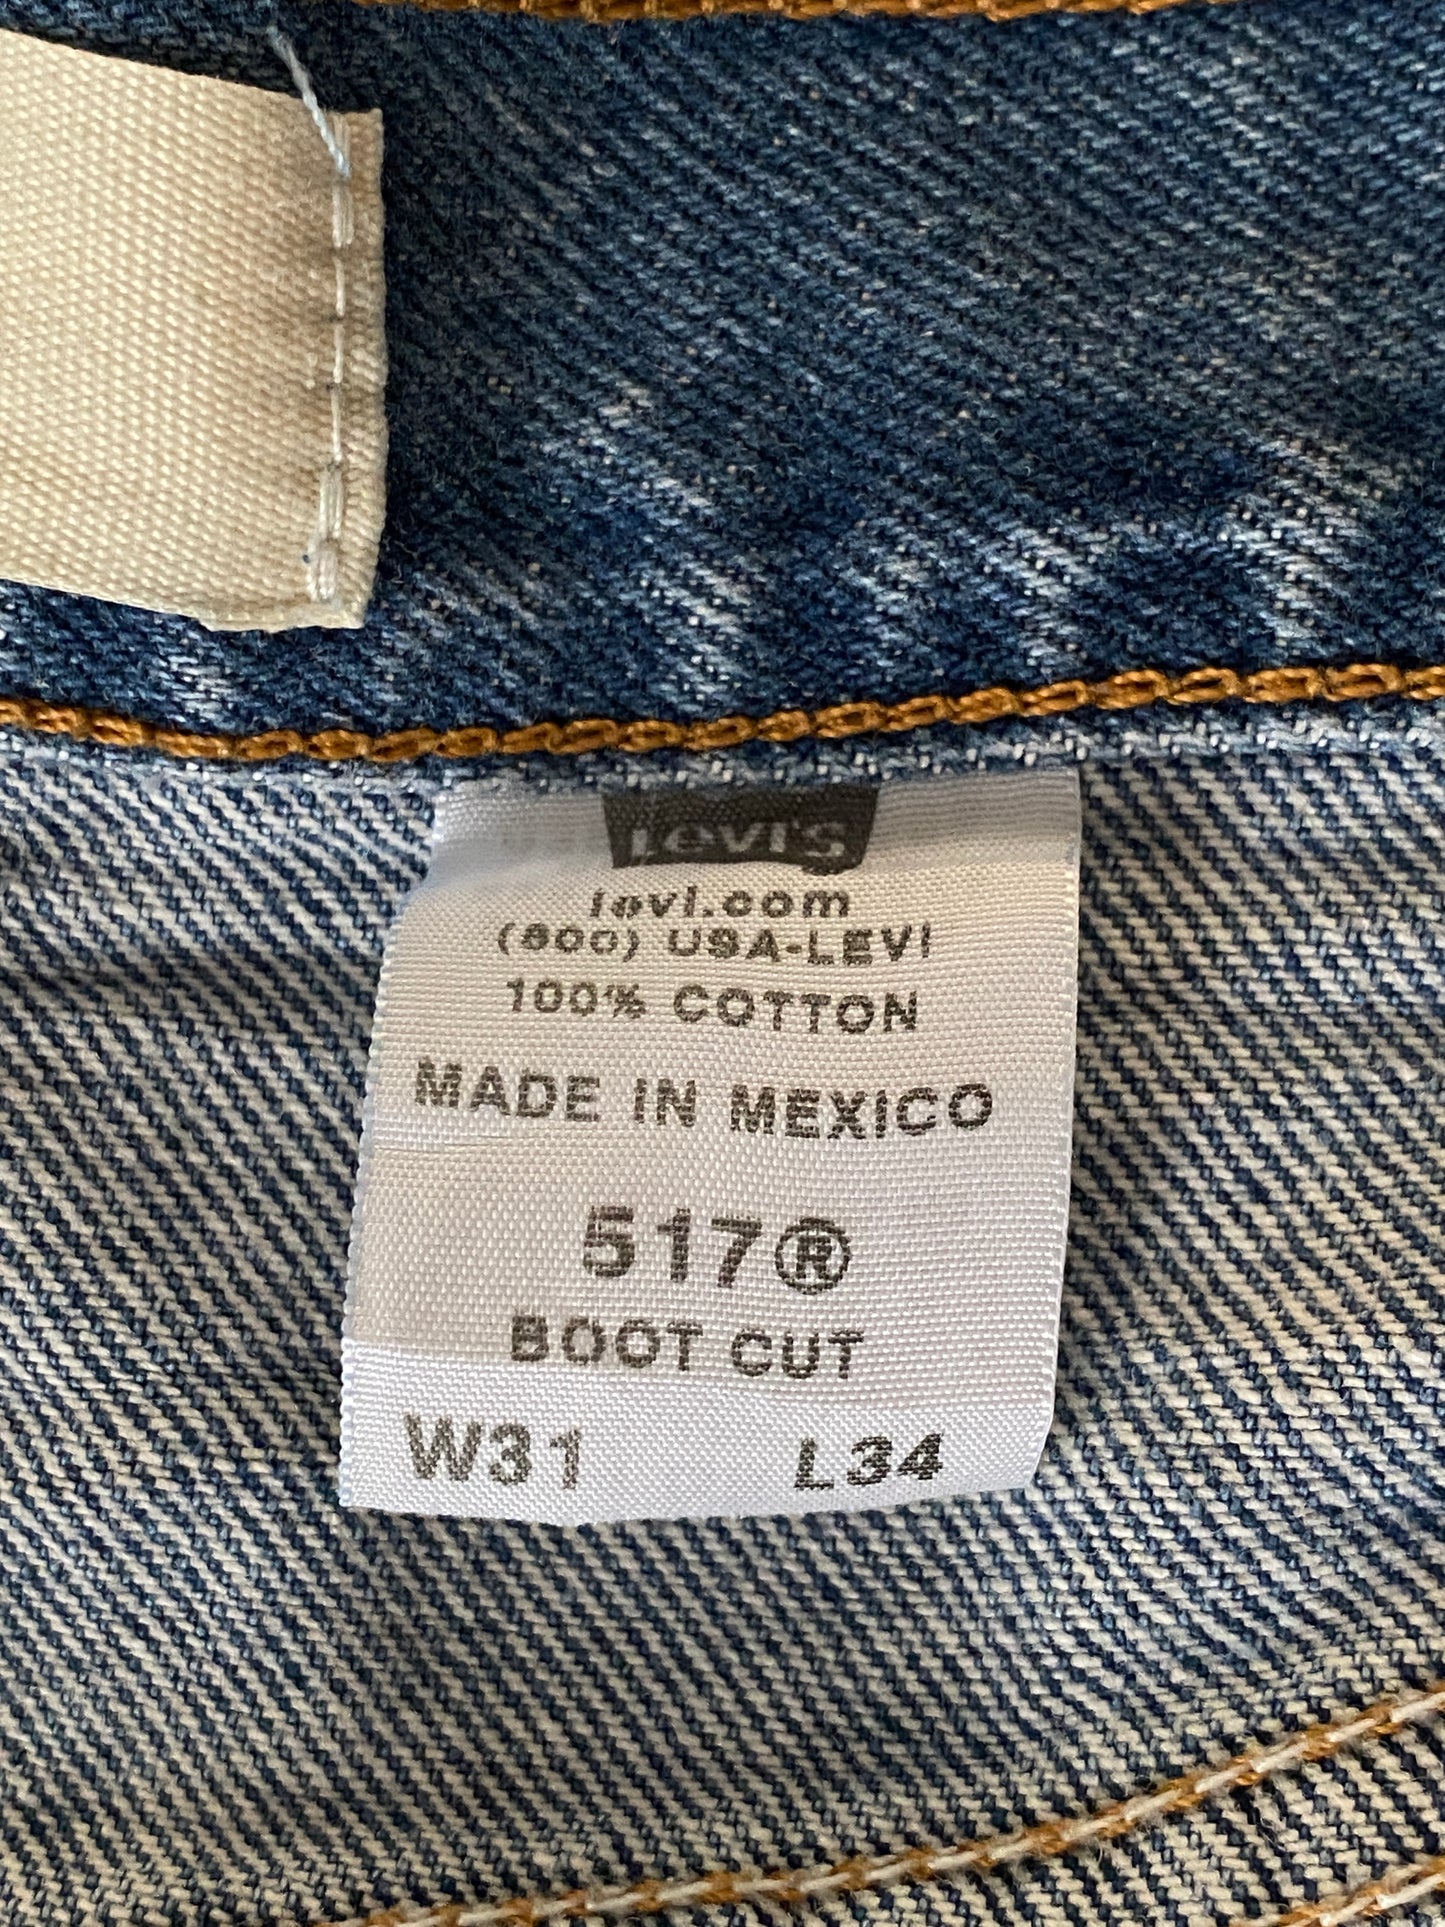 Levi's
levi.com
(800) USA-LEVI
100% COTTON
MADE IN MEXICO
517®
BOOT CUT
W31 L34